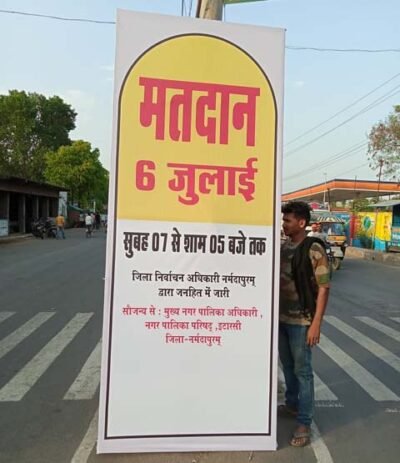 मतदान
6 जुलाई
सुबह 07 से शाम 05 बजे तक
जिला निर्वाचन अधिकारी नर्मदापुरम्
द्वारा जनहित में जारी
सौजन्य से : मुख्य नगर पालिका अधिकारी ,
नगर पालिका परिषद् ,इटारसी
जिला-नर्मदापुरम्